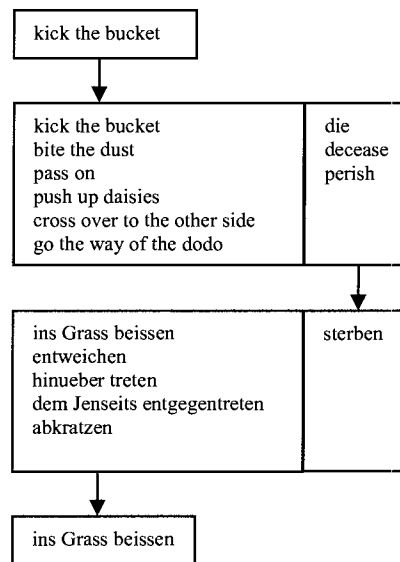 kick the bucket
kick the bucket
bite the dust
pass on
push up daisies
cross over to the other side
go the way of the dodo
die
decease
perish
ins Grass beissen
entweichen
hinueber treten
dem Jenseits entgegentreten
abkratzen
sterben
ins Grass beissen